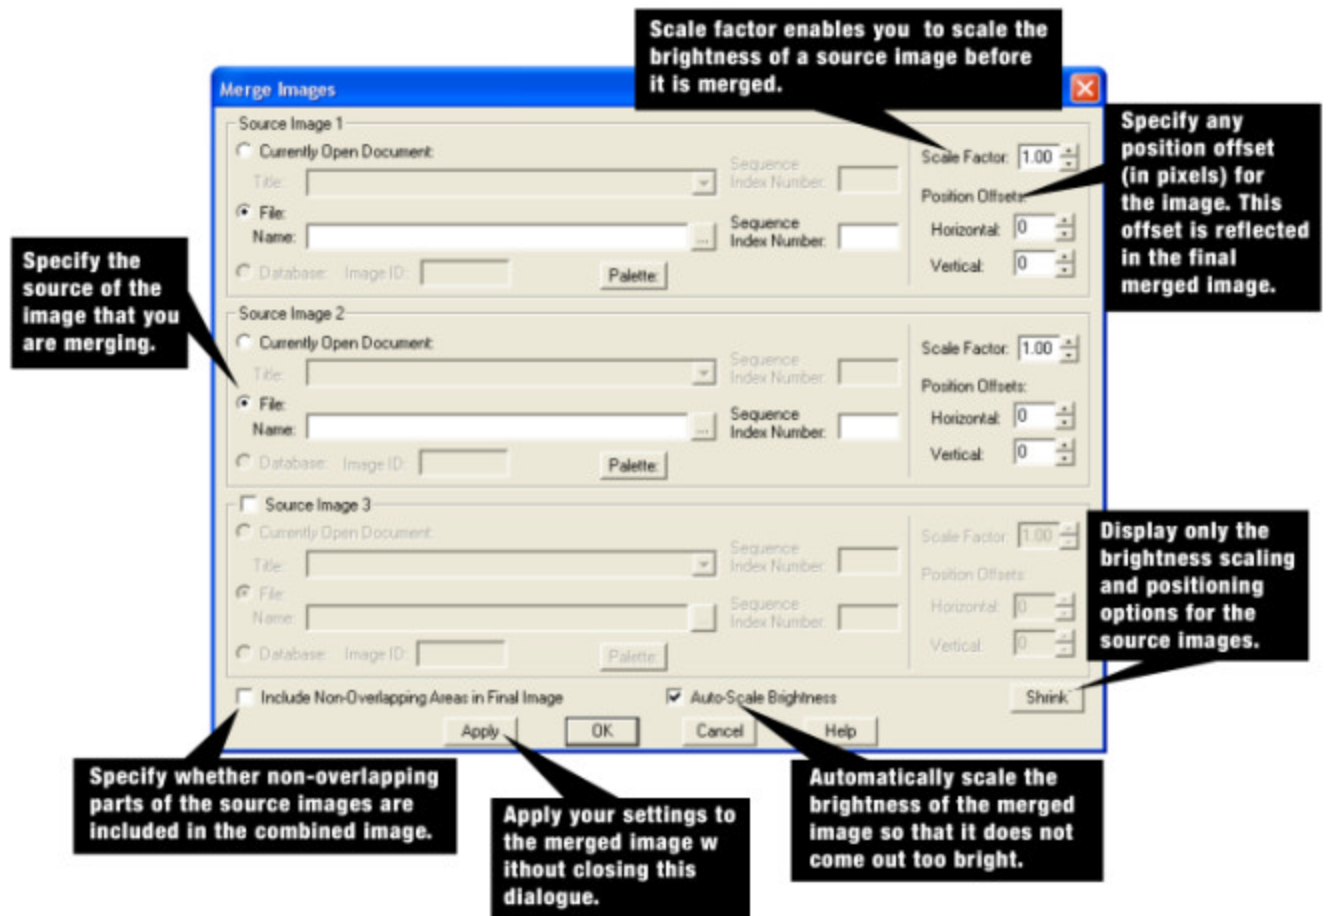 Scale factor enables you to scale the
brightness of a source image before
it is merged.
Merge Images
Source Image 1
Currently Open Document:
Title:
Sequence
Index Number:
Scale Factor: 1.00
File:
Name:
...
Sequence
Index Number:
Position Offsets:
Horizontal: 0
Database: Image ID:
Palette:
Vertical: 0
Specify any
position offset
(in pixels) for
the image. This
offset is reflected
in the final
merged image.
Specify the
source of the
image that you
are merging.
Source Image 2
Currently Open Document:
Title:
Sequence
Index Number:
Scale Factor: 1.00
File:
Name:
...
Sequence
Index Number:
Position Offsets:
Horizontal: 0
Database: Image ID:
Palette:
Vertical: 0
Source Image 3
Currently Open Document:
Title:
Sequence
Index Number:
Scale Factor: 1.00
File:
Name:
...
Sequence
Index Number:
Position Offsets:
Horizontal: 0
Database: Image ID:
Palette:
Vertical: 0
Display only the
brightness scaling
and positioning
options for the
source images.
Include Non-Overlapping Areas in Final Image
Auto-Scale Brightness
Shrink
Apply
OK
Cancel
Help
Specify whether non-overlapping
parts of the source images are
included in the combined image.
Apply your settings to
the merged image w
ithout closing this
dialogue.
Automatically scale the
brightness of the merged
image so that it does not
come out too bright.